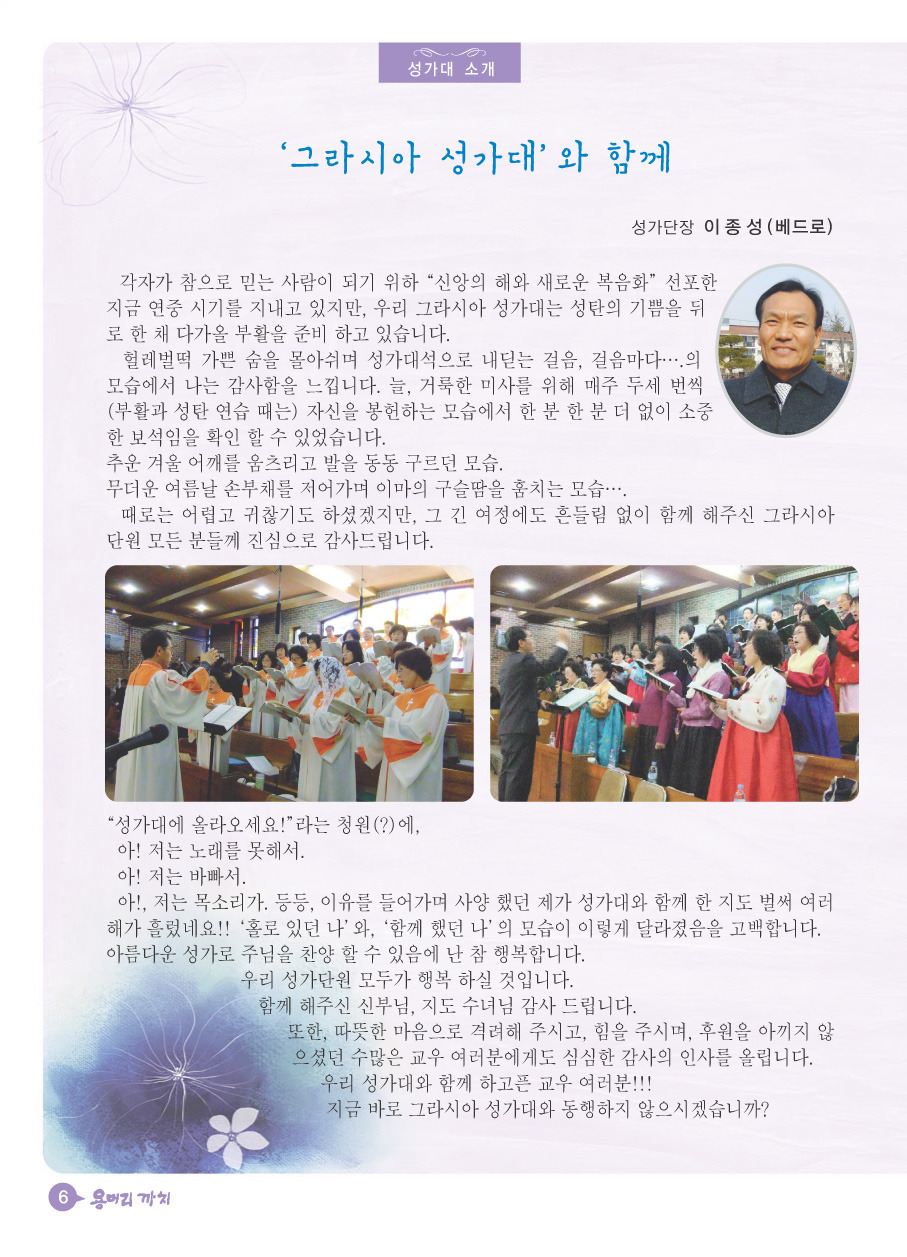 성가대 소개
‘그라시아 성가대’와 함께
성가단장 이종성(베드로)
각자가 참으로 믿는 사람이 되기 위하 “신앙의 해와 새로운 복음화” 선포한
지금 연중 시기를 지내고 있지만, 우리 그라시아 성가대는 성탄의 기쁨을 뒤
로 한 채 다가올 부활을 준비 하고 있습니다.
헐레벌떡 가쁜 숨을 몰아쉬며 성가대석으로 내딛는 걸음, 걸음마다….의
모습에서 나는 감사함을 느낍니다. 늘, 거룩한 미사를 위해 매주 두세 번씩
(부활과 성탄 연습 때는) 자신을 봉헌하는 모습에서 한 분 한 분 더 없이 소중
한 보석임을 확인 할 수 있었습니다.
추운 겨울 어깨를 움츠리고 발을 동동 구르던 모습.
무더운 여름날 손부채를 저어가며 이마의 구슬땀을 훔치는 모습….
때로는 어렵고 귀찮기도 하셨겠지만, 그 긴 여정에도 흔들림 없이 함께 해주신 그라시아
단원 모든 분들께 진심으로 감사드립니다.
“성가대에 올라오세요!”라는 청원(?)에,
아! 저는 노래를 못해서.
아! 저는 바빠서.
아!, 저는 목소리가. 등등, 이유를 들어가며 사양 했던 제가 성가대와 함께 한 지도 벌써 여러
해가 흘렀네요!! ‘홀로 있던 나’와, ‘함께 했던 나’의 모습이 이렇게 달라졌음을 고백합니다.
아름다운 성가로 주님을 찬양 할 수 있음에 난 참 행복합니다.
우리 성가단원 모두가 행복 하실 것입니다.
함께 해주신 신부님, 지도 수녀님 감사 드립니다.
또한, 따뜻한 마음으로 격려해 주시고, 힘을 주시며, 후원을 아끼지 않
으셨던 수많은 교우 여러분에게도 심심한 감사의 인사를 올립니다.
우리 성가대와 함께 하고픈 교우 여러분!!!
지금 바로 그라시아 성가대와 동행하지 않으시겠습니까?
6 용머리 까치